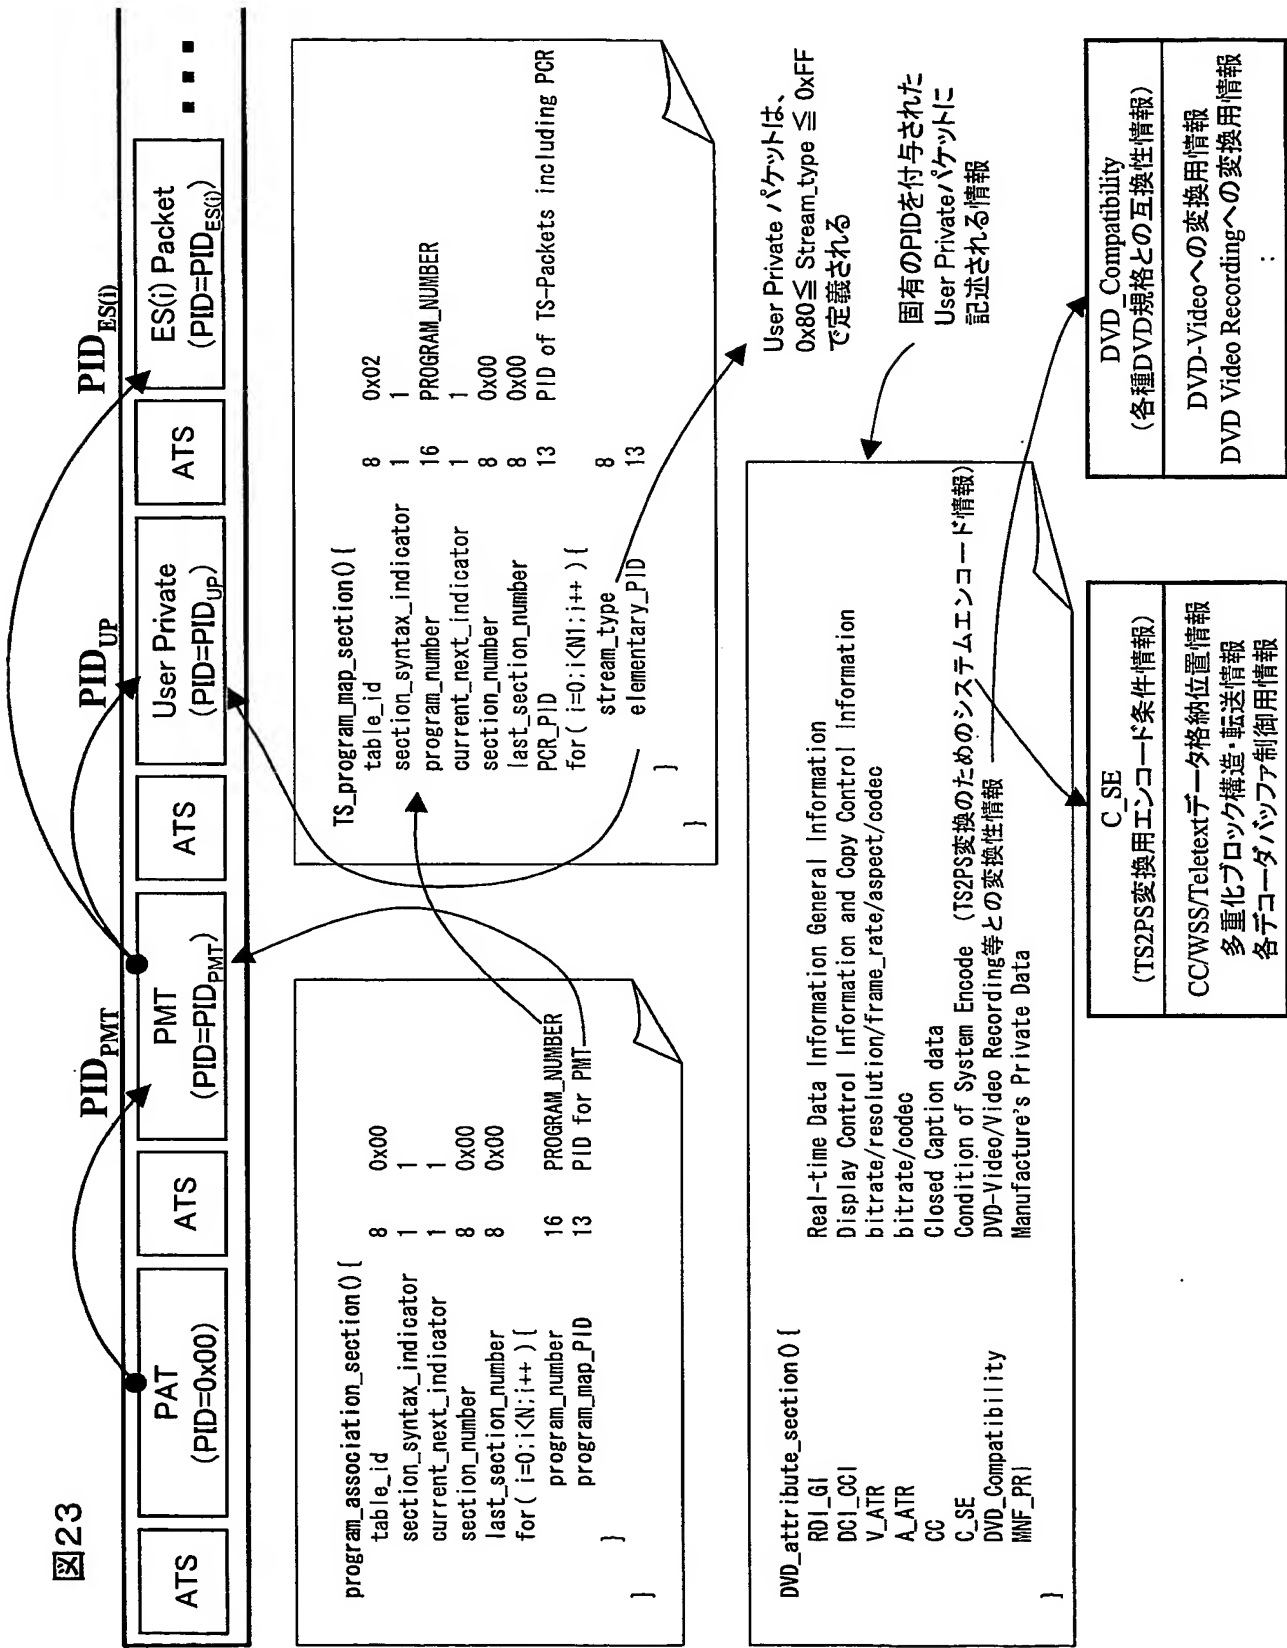 図23
PID_PMT
PID_UP
PID_ES(i)
ATS
PAT
(PID=0x00)
ATS
PMT
(PID=PID_PMT)
ATS
User Private
(PID=PID_UP)
ATS
ES(i) Packet
(PID=PID_ES(i))
▪ ▪ ▪
program_association_section(){
table_id 8 0x00
section_syntax_indicator 1 1
current_next_indicator 1 1
section_number 8 0x00
last_section_number 8 0x00
for( i=0;i<N;i++ ){
program_number 16 PROGRAM_NUMBER
program_map_PID 13 PID for PMT
}
}
TS_program_map_section(){
table_id 8 0x02
section_syntax_indicator 1 1
program_number 16 PROGRAM_NUMBER
current_next_indicator 1 1
section_number 8 0x00
last_section_number 8 0x00
PCR_PID 13 PID of TS-Packets including PCR
for( i=0;i<N1;i++ ){
stream_type 8
elementary_PID 13
}
}
User Private パケットは、
0x80≦ Stream_type ≦ 0xFF
で定義される
DVD_attribute_section(){
RDI_GI Real-time Data Information General Information
DCI_CCI Display Control Information and Copy Control Information
V_ATR bitrate/resolution/frame_rate/aspect/codec
A_ATR bitrate/codec
CC Closed Caption data
C_SE Condition of System Encode (TS2PS変換のためのシステムエンコード情報)
DVD_Compatibility DVD-Video/Video Recording等との変換性情報
MNF_PRI Manufacture's Private Data
}
固有のPIDを付与された
User Privateパケットに
記述される情報
C_SE
(TS2PS変換用エンコード条件情報)
CC/WSS/Teletextデータ格納位置情報
多重化ブロック構造・転送情報
各デコーダバッファ制御用情報
DVD_Compatibility
(各種DVD規格との互換性情報)
DVD-Videoへの変換用情報
DVD Video Recordingへの変換用情報
: